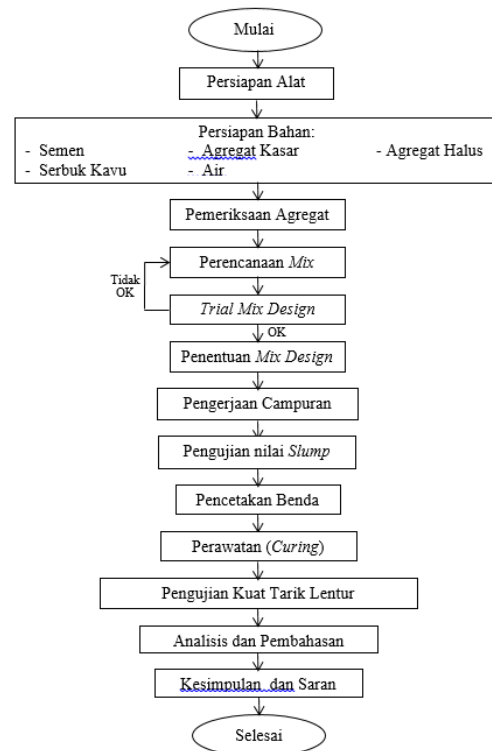 Mulai
Persiapan Alat
Persiapan Bahan:
- Semen - Agregat Kasar - Agregat Halus
- Serbuk Kayu - Air
Pemeriksaan Agregat
Perencanaan Mix
Tidak
OK
Trial Mix Design
OK
Penentuan Mix Design
Pengerjaan Campuran
Pengujian nilai Slump
Pencetakan Benda
Perawatan (Curing)
Pengujian Kuat Tarik Lentur
Analisis dan Pembahasan
Kesimpulan dan Saran
Selesai